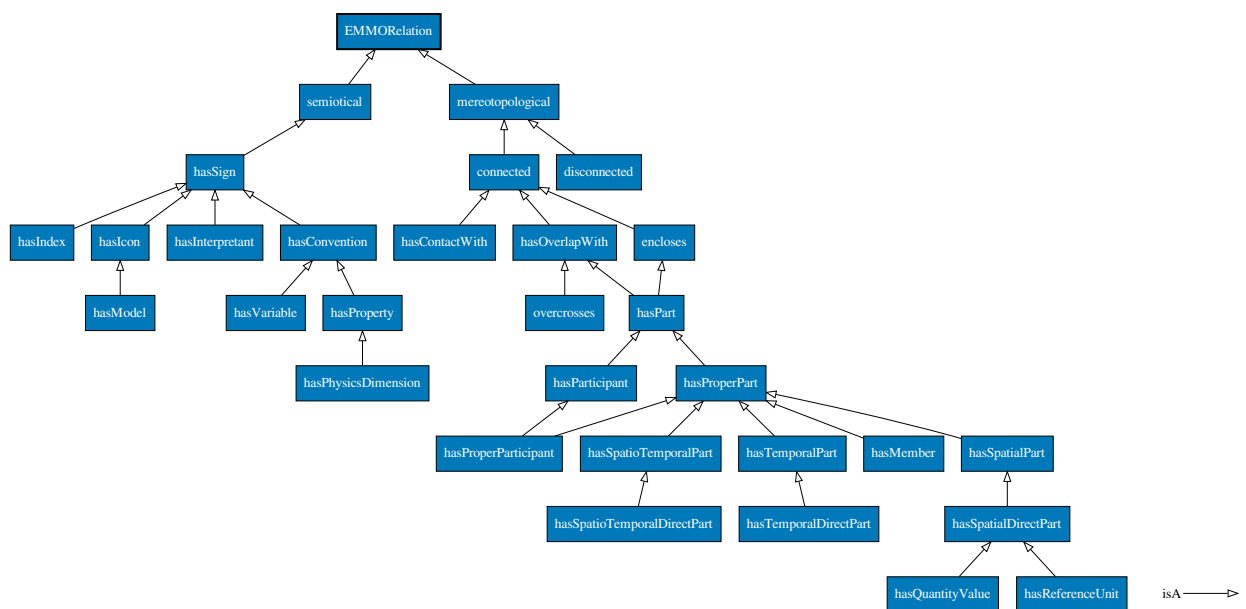 EMMORelation
semiotical
mereotopological
hasSign
connected
disconnected
hasIndex
hasIcon
hasInterpretant
hasConvention
hasContactWith
hasOverlapWith
encloses
hasModel
hasVariable
hasProperty
overcrosses
hasPart
hasPhysicsDimension
hasParticipant
hasProperPart
hasProperParticipant
hasSpatioTemporalPart
hasTemporalPart
hasMember
hasSpatialPart
hasSpatioTemporalDirectPart
hasTemporalDirectPart
hasSpatialDirectPart
hasQuantityValue
hasReferenceUnit
isA